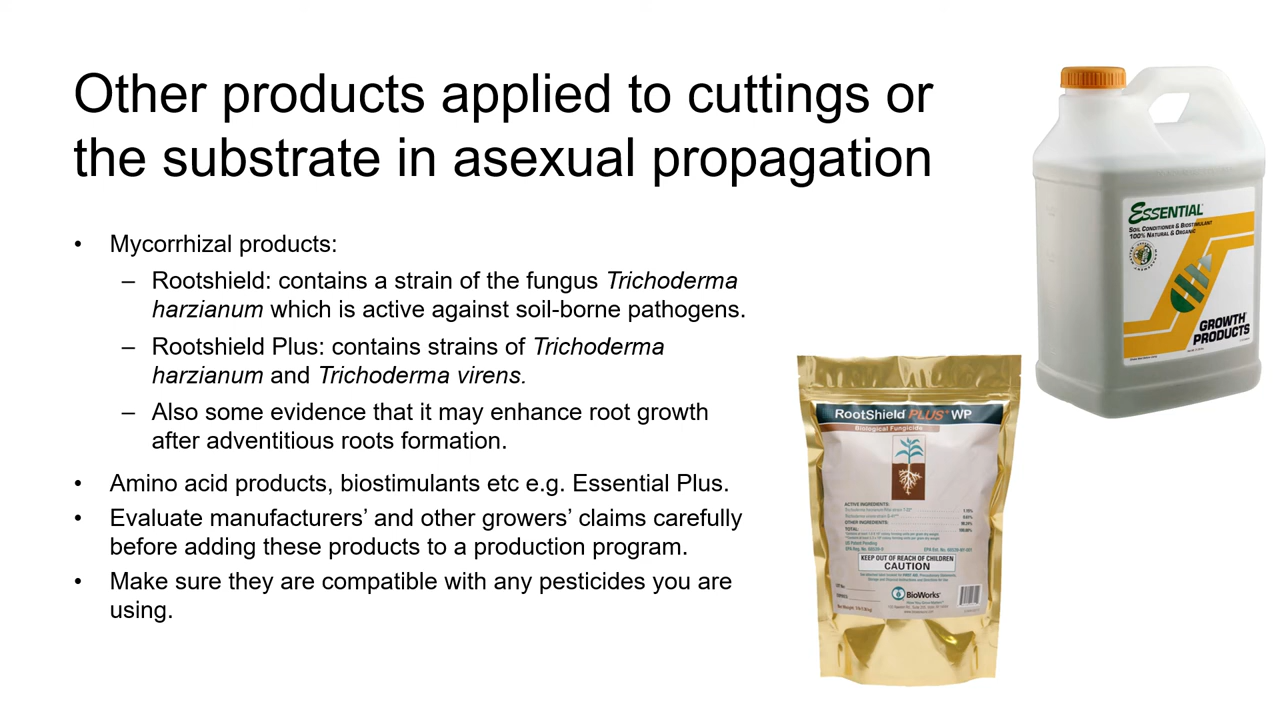 Other products applied to cuttings or
the substrate in asexual propagation
• Mycorrhizal products:
– Rootshield: contains a strain of the fungus Trichoderma
harzianum which is active against soil-borne pathogens.
– Rootshield Plus: contains strains of Trichoderma
harzianum and Trichoderma virens.
– Also some evidence that it may enhance root growth
after adventitious roots formation.
• Amino acid products, biostimulants etc e.g. Essential Plus.
• Evaluate manufacturers’ and other growers’ claims carefully
before adding these products to a production program.
• Make sure they are compatible with any pesticides you are
using.
ESSENTIAL
SOIL CONDITIONER & BIOSTIMULANT
100% NATURAL & ORGANIC
GROWTH
PRODUCTS
RootShield PLUS WP
Biological Fungicide
ACTIVE INGREDIENTS:
OTHER INGREDIENTS:
TOTAL:
KEEP OUT OF REACH OF CHILDREN
CAUTION
BioWorks